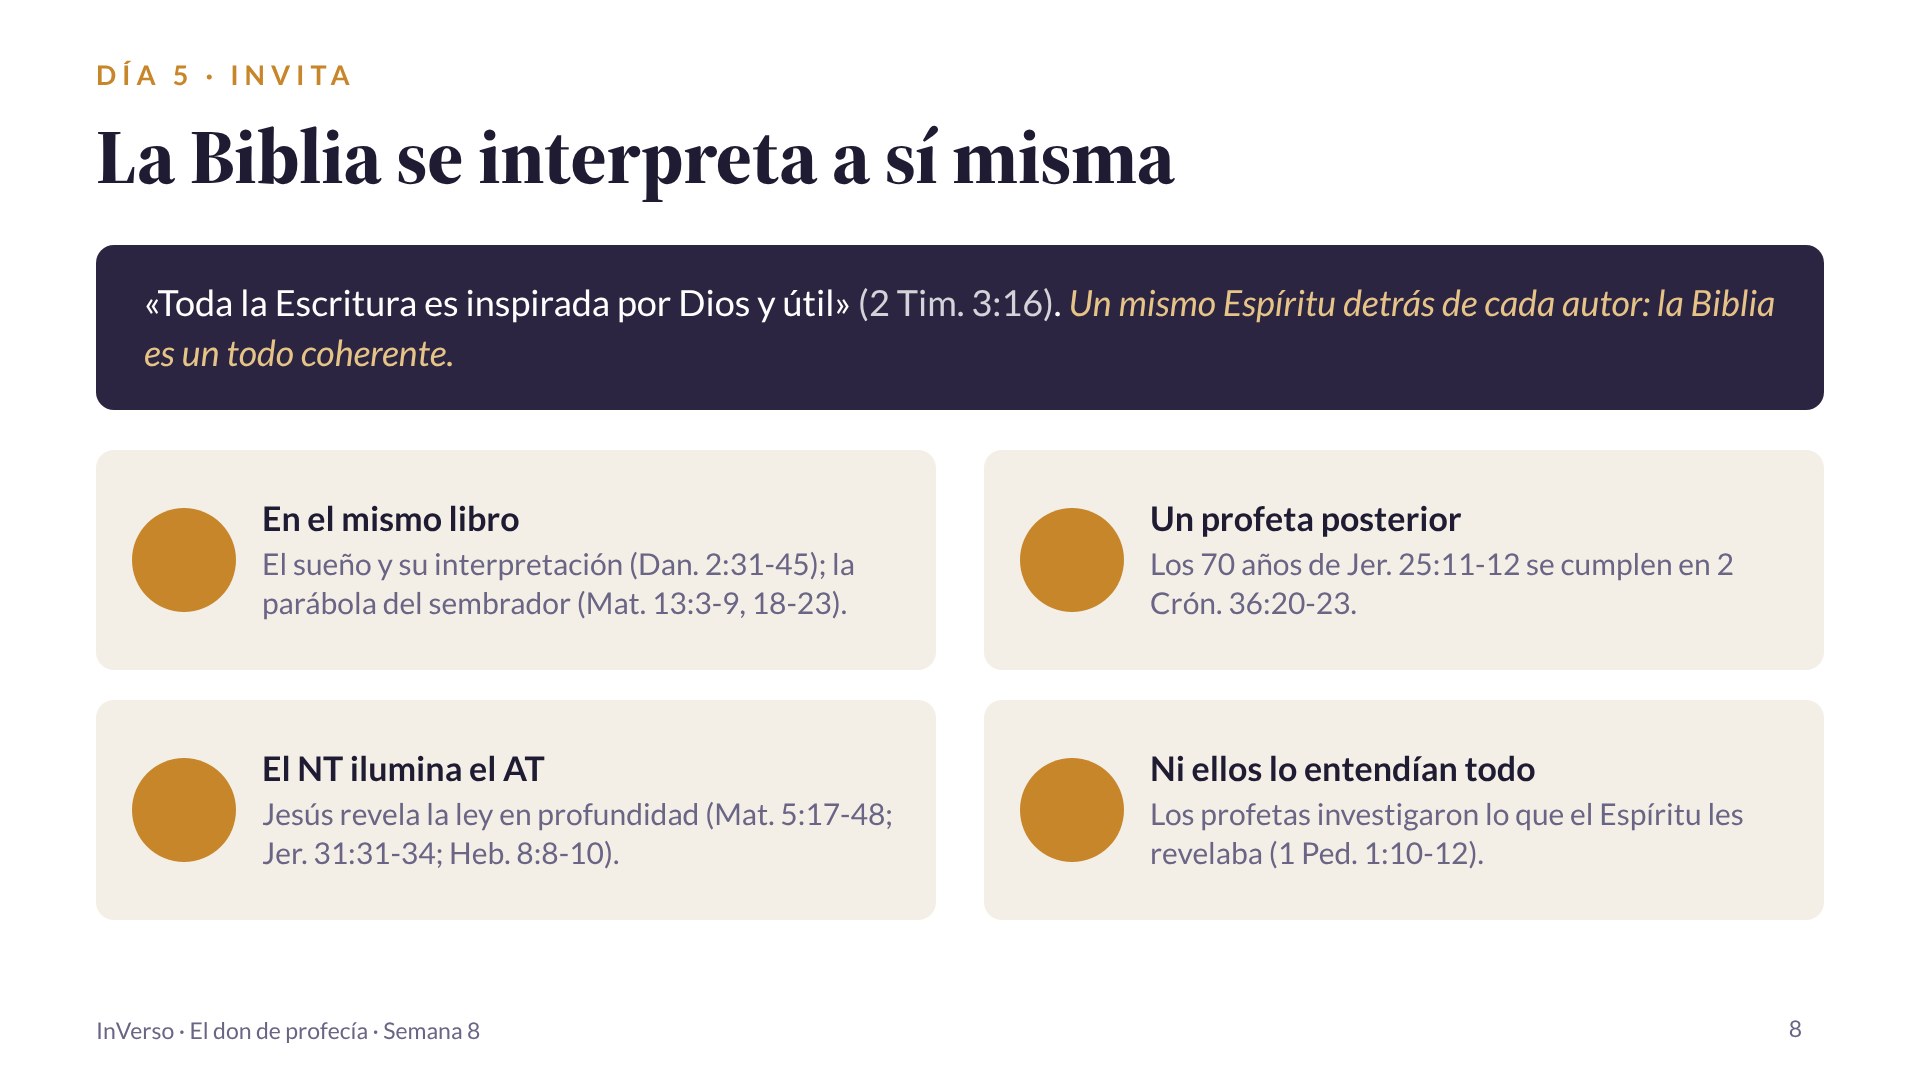 DÍA 5 · INVITA
La Biblia se interpreta a sí misma
«Toda la Escritura es inspirada por Dios y útil» (2 Tim. 3:16). Un mismo Espíritu detrás de cada autor: la Biblia
es un todo coherente.
En el mismo libro
El sueño y su interpretación (Dan. 2:31-45); la
parábola del sembrador (Mat. 13:3-9, 18-23).
Un profeta posterior
Los 70 años de Jer. 25:11-12 se cumplen en 2
Crón. 36:20-23.
El NT ilumina el AT
Jesús revela la ley en profundidad (Mat. 5:17-48;
Jer. 31:31-34; Heb. 8:8-10).
Ni ellos lo entendían todo
Los profetas investigaron lo que el Espíritu les
revelaba (1 Ped. 1:10-12).
InVerso · El don de profecía · Semana 8
8